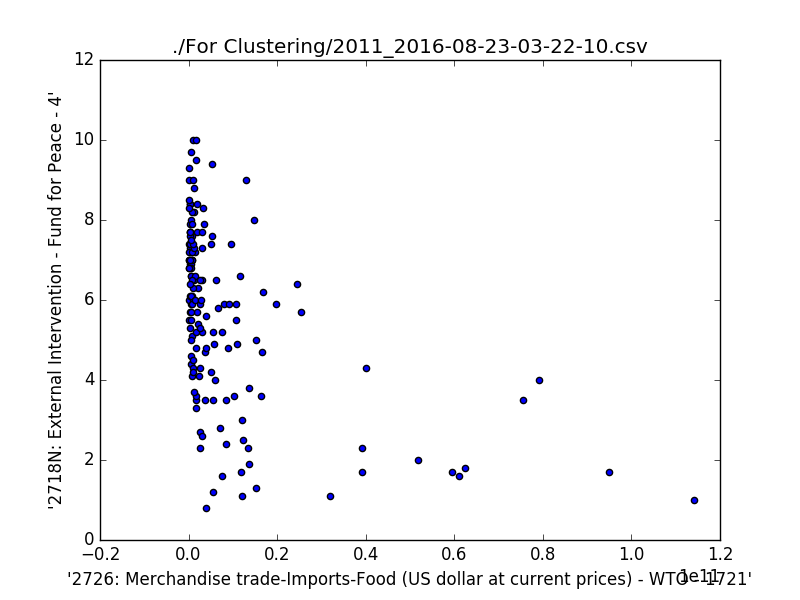 ./For Clustering/2011_2016-08-23-03-22-10.csv
'2718N: External Intervention - Fund for Peace - 4'
12
10
8
6
4
2
0
−0.2 0.0 0.2 0.4 0.6 0.8 1.0 1.2
1e11
'2726: Merchandise trade-Imports-Food (US dollar at current prices) - WTO - 1721'